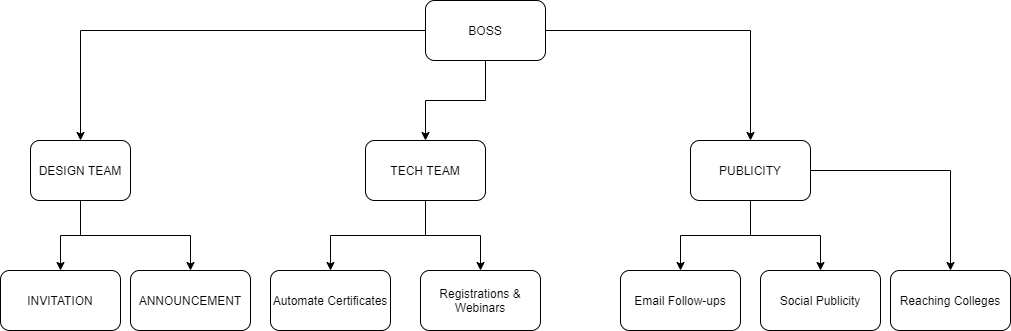 BOSS
DESIGN TEAM
TECH TEAM
PUBLICITY
INVITATION
ANNOUNCEMENT
Automate Certificates
Registrations &
Webinars
Email Follow-ups
Social Publicity
Reaching Colleges